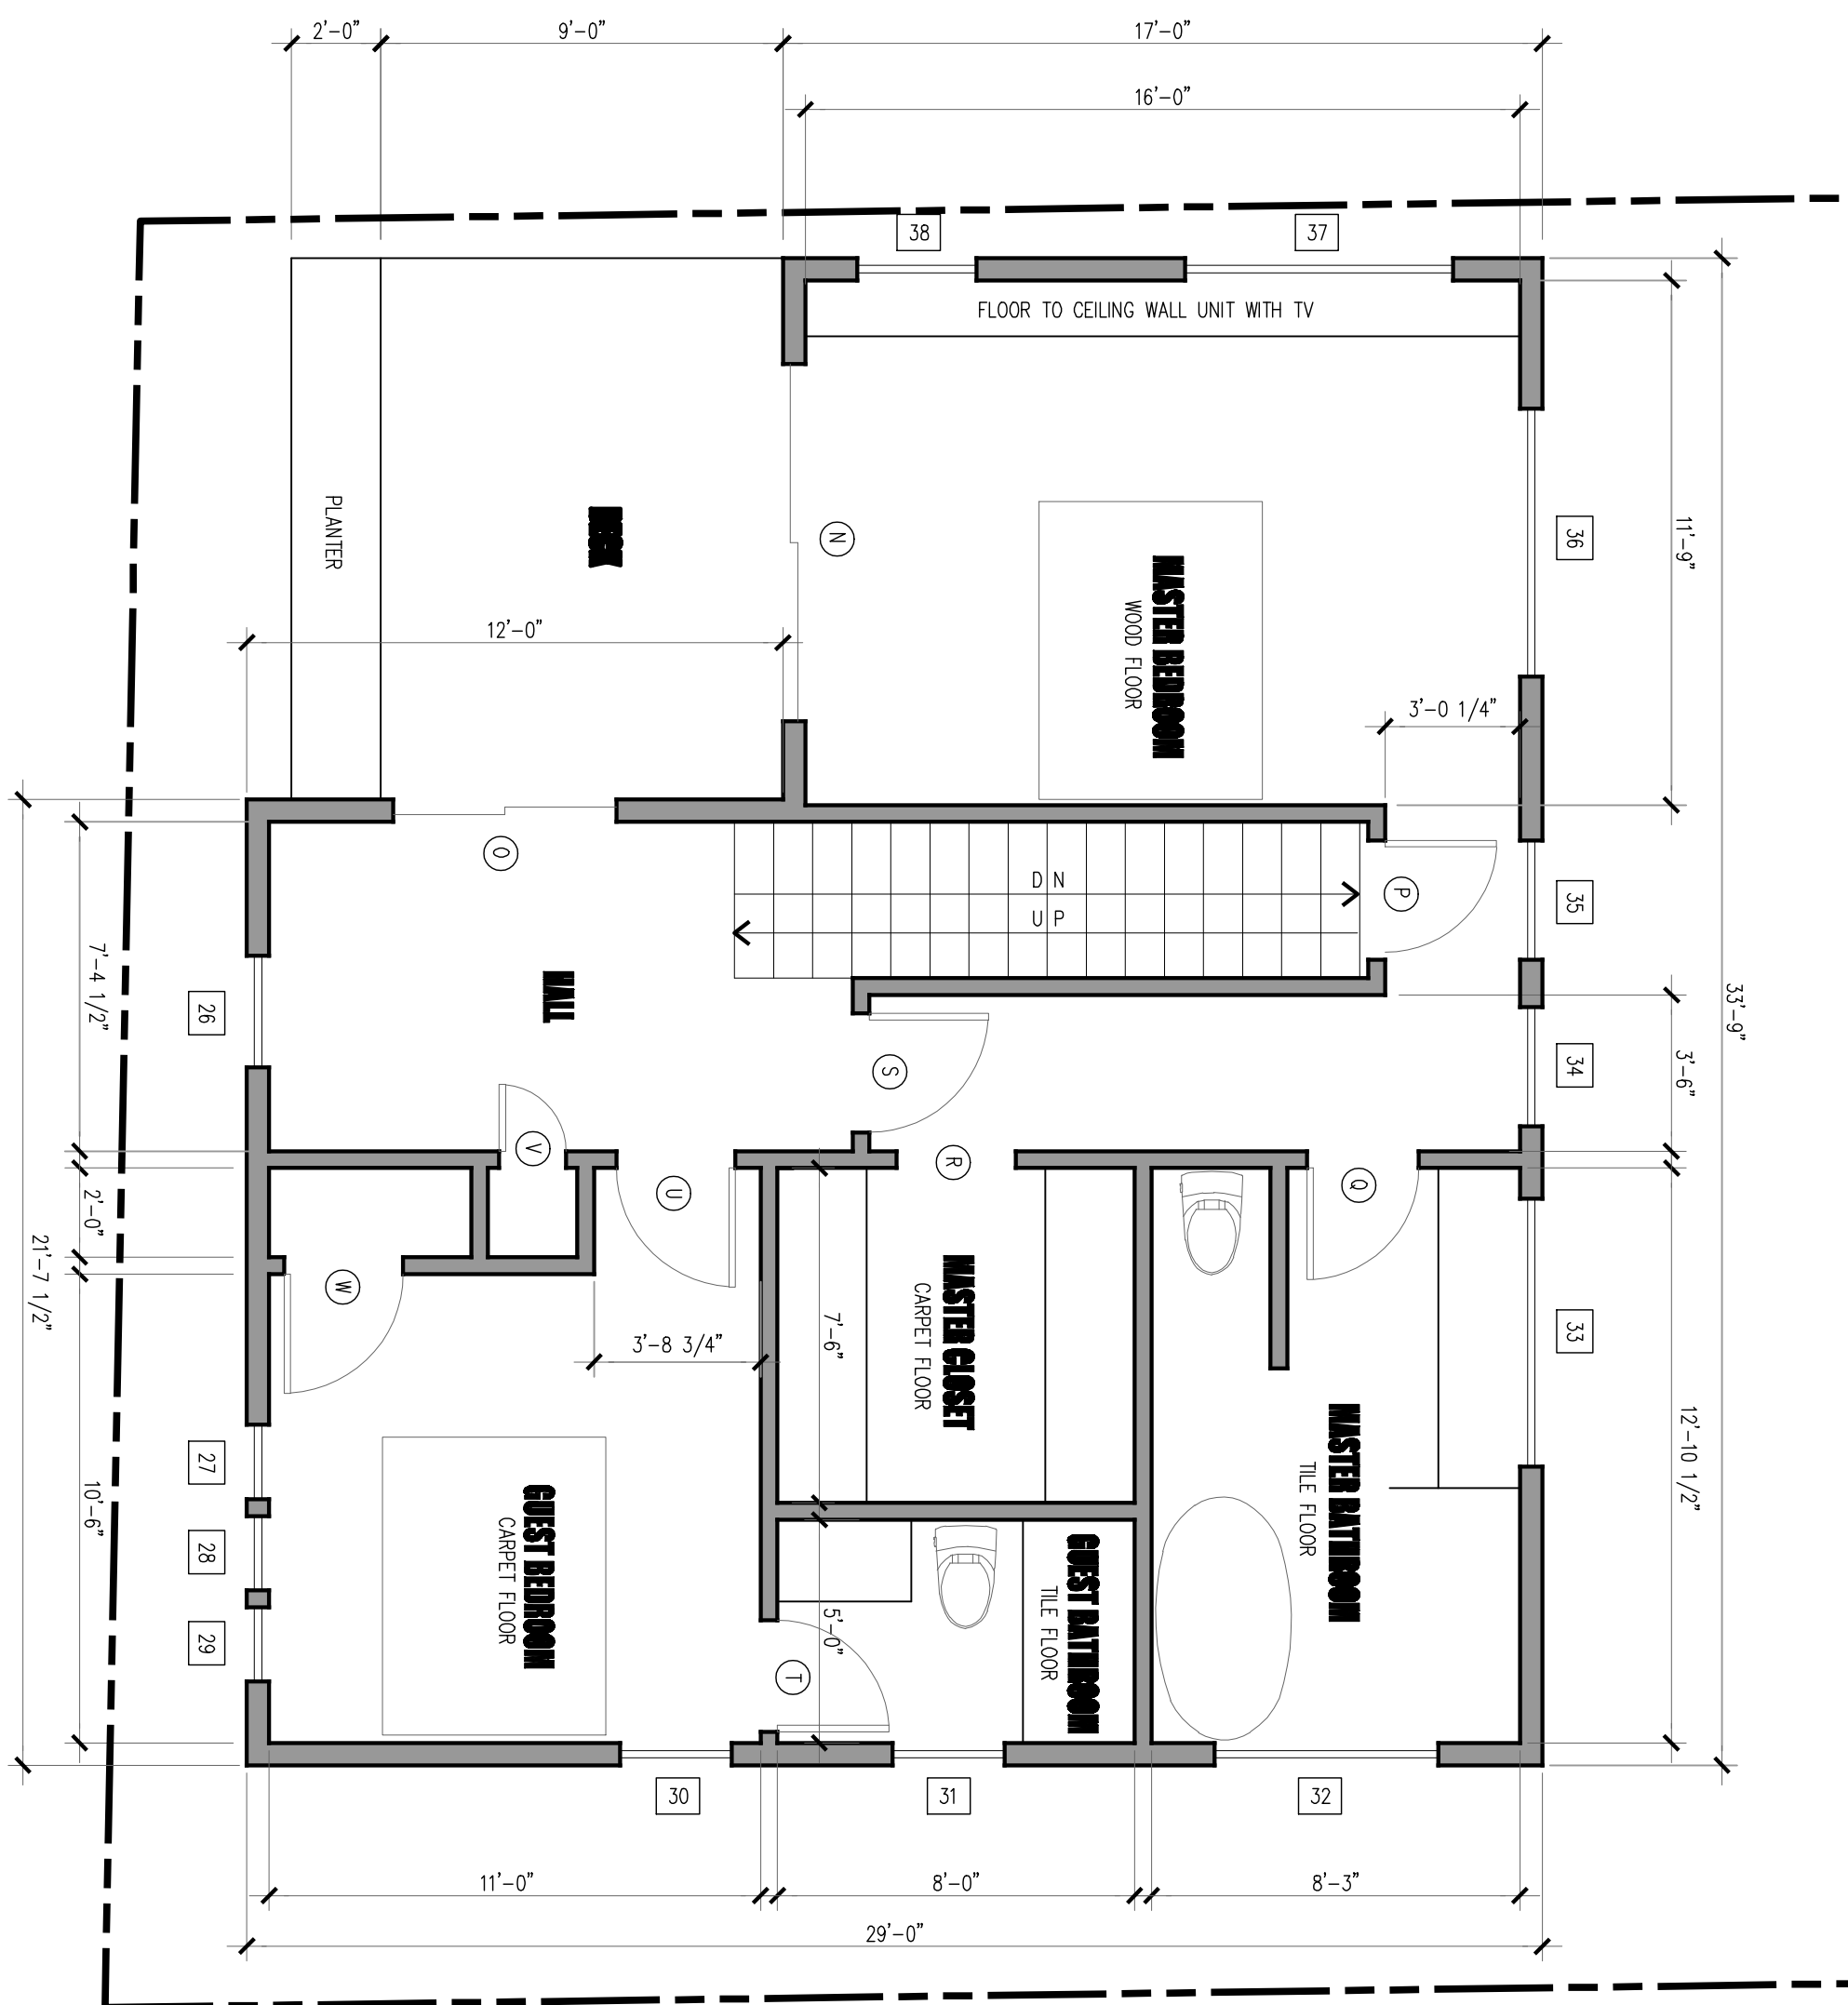 2'-0"
9'-0"
17'-0"
16'-0"
38
37
FLOOR TO CEILING WALL UNIT WITH TV
PLANTER
DECK
N
MASTER BEDROOM
WOOD FLOOR
36
11'-9"
12'-0"
3'-0 1/4"
O
DN
UP
P
35
7'-4 1/2"
26
HALL
S
34
3'-6"
33'-9"
V
R
U
Q
2'-0"
21'-7 1/2"
W
3'-8 3/4"
7'-6"
MASTER CLOSET
CARPET FLOOR
33
12'-10 1/2"
MASTER BATHROOM
TILE FLOOR
10'-6"
27
28
29
GUEST BEDROOM
CARPET FLOOR
5'-0"
T
GUEST BATHROOM
TILE FLOOR
30
31
32
11'-0"
8'-0"
8'-3"
29'-0"